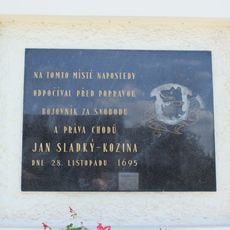 NA TOMTO MÍSTĚ NAPOSLEDY
ODPOČÍVAL PŘED POPRAVOU
BOJOVNÍK ZA SVOBODU
A PRÁVA CHODŮ
JAN SLADKÝ-KOZINA
DNE 28. LISTOPADU 1695